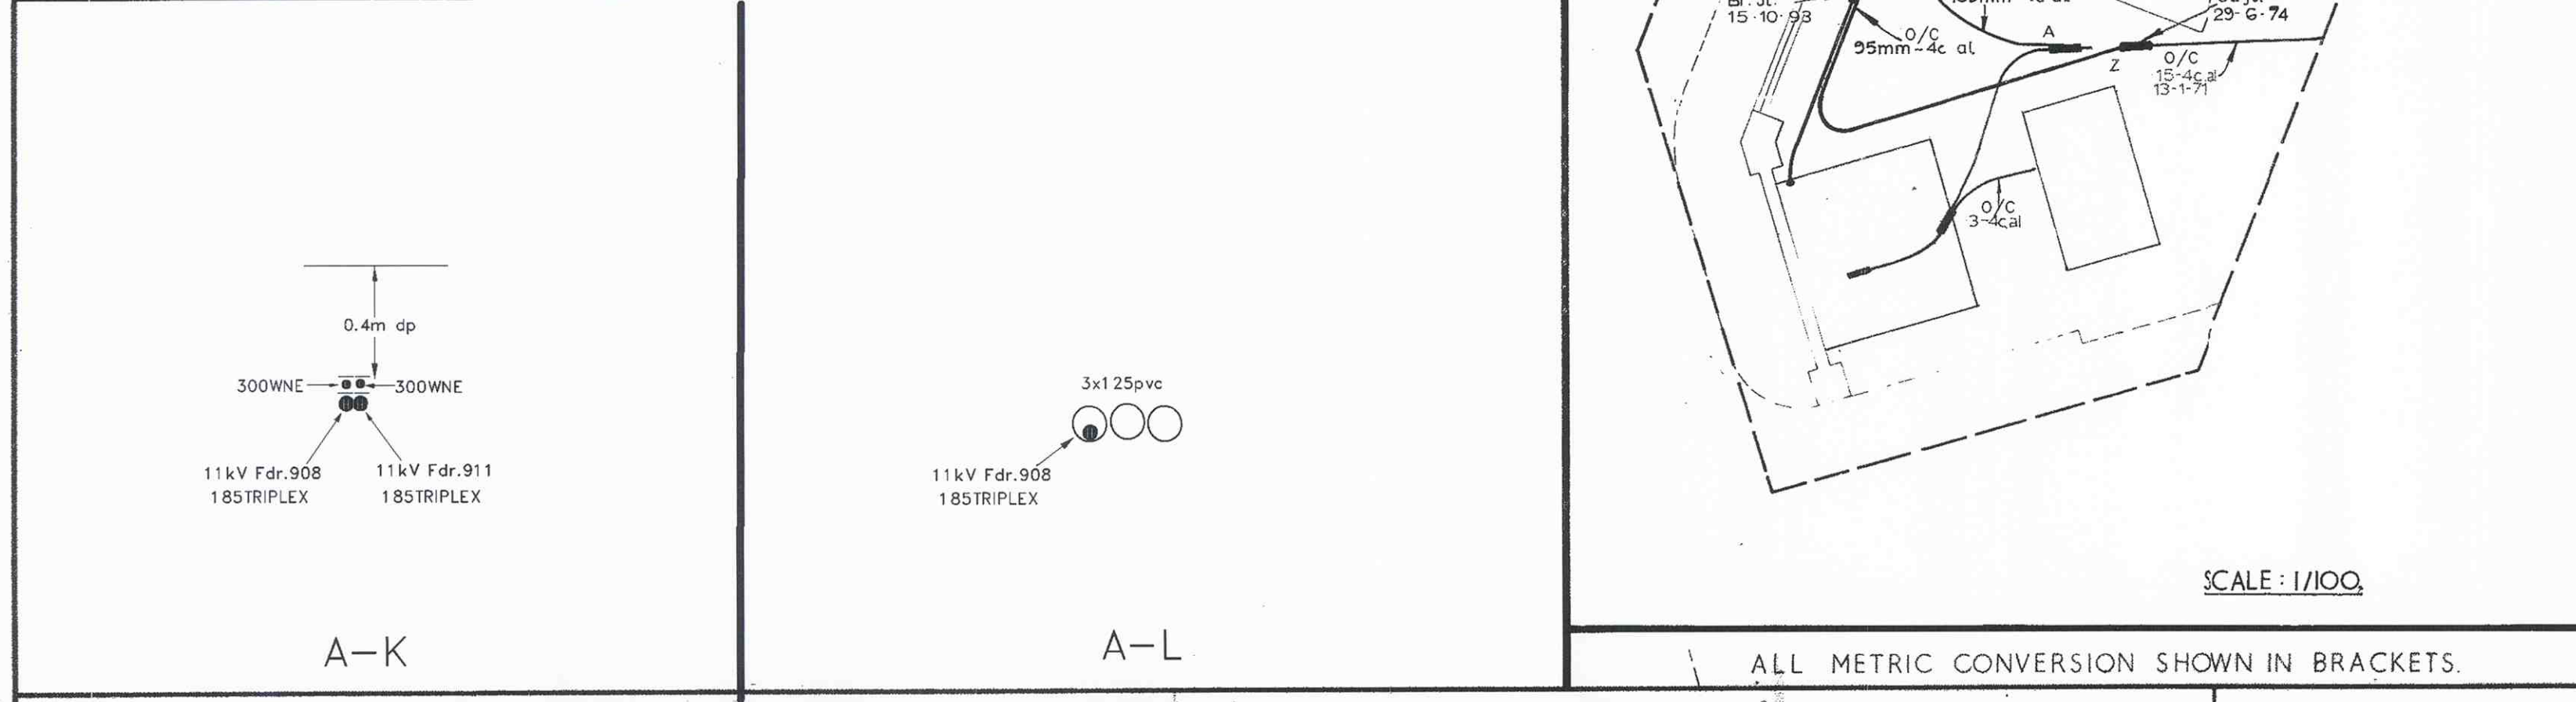 0.4m dp
300WNE
300WNE
11kV Fdr.908
185TRIPLEX
11kV Fdr.911
185TRIPLEX
A-K
3x125pvc
11kV Fdr.908
185TRIPLEX
A-L
15·10·93
O/C
95mm-4c al
A
Z
29-6-74
O/C
15-4c.al
13-1-71
O/C
3-4cal
SCALE : 1/100
ALL METRIC CONVERSION SHOWN IN BRACKETS.